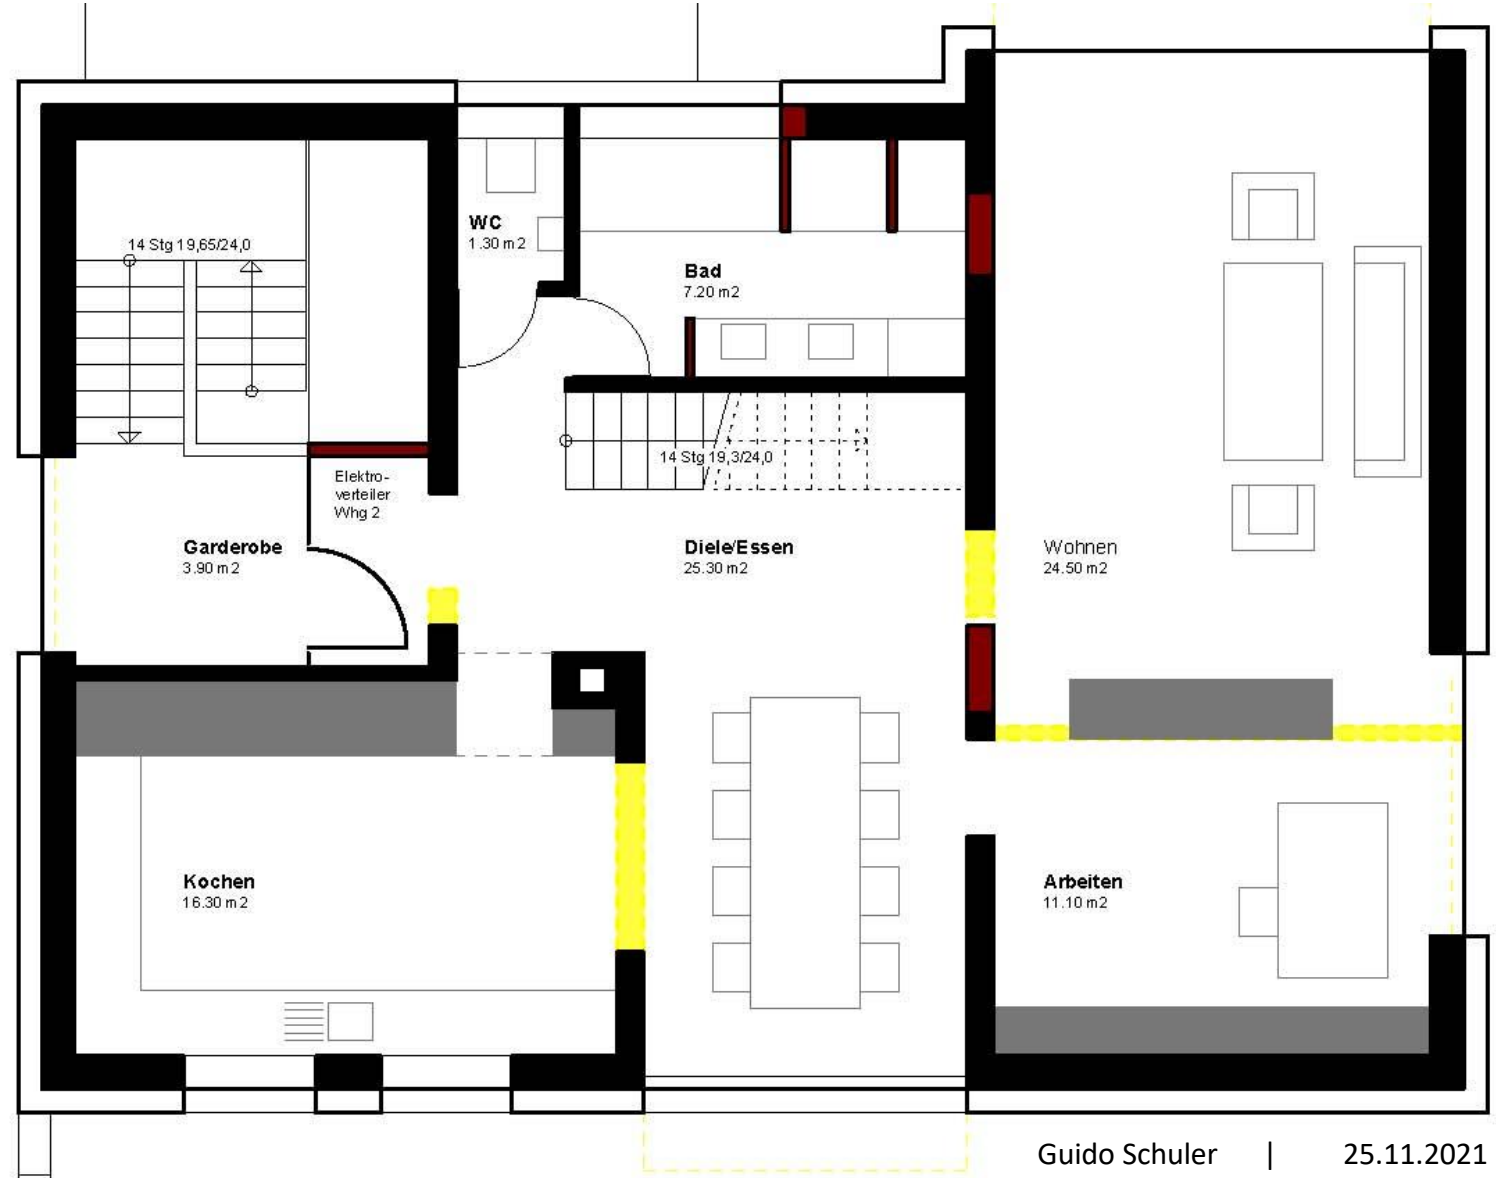 14 Stg 19,65/24,0
WC
1.30 m2
Bad
7.20 m2
14 Stg 19,3/24,0
Elektro-
verteiler
Whg 2
Garderobe
3.90 m2
Diele/Essen
25.30 m2
Wohnen
24.50 m2
Kochen
16.30 m2
Arbeiten
11.10 m2
Guido Schuler | 25.11.2021